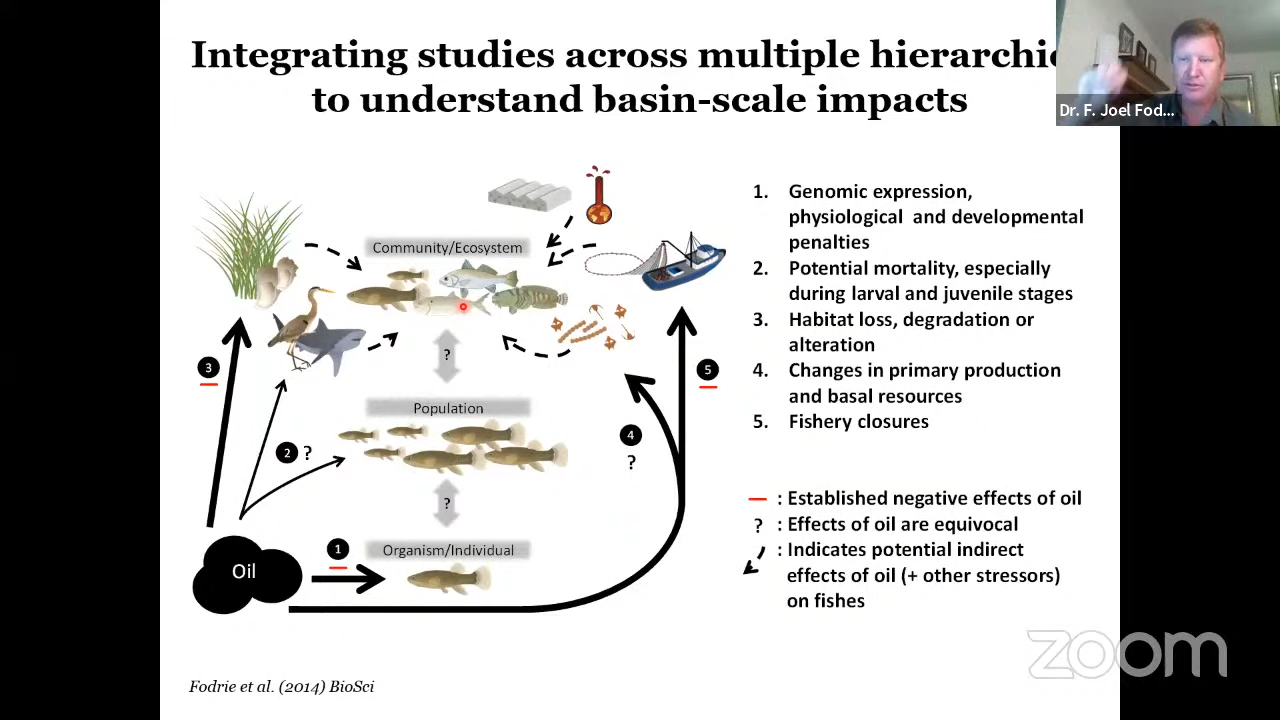 Integrating studies across multiple hierarchie
to understand basin-scale impacts
Dr. F. Joel Fod...
Community/Ecosystem
?
Population
?
Organism/Individual
Oil
1
2 ?
3
4
?
5
1. Genomic expression,
physiological and developmental
penalties
2. Potential mortality, especially
during larval and juvenile stages
3. Habitat loss, degradation or
alteration
4. Changes in primary production
and basal resources
5. Fishery closures
— : Established negative effects of oil
? : Effects of oil are equivocal
: Indicates potential indirect
effects of oil (+ other stressors)
on fishes
Fodrie et al. (2014) BioSci
zoom